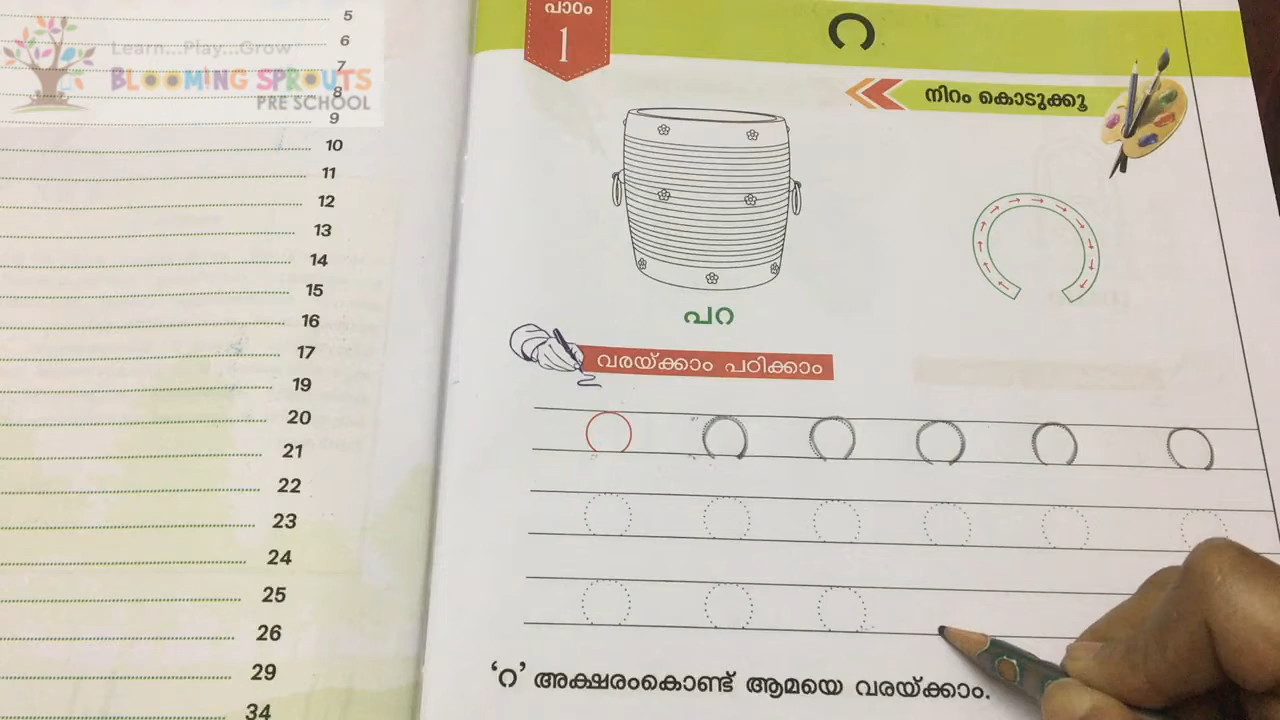 Learn...Play...Grow
BLOOMING SPROUTS
PRE SCHOOL
5
6
7
8
9
10
11
12
13
14
15
16
17
19
20
21
22
23
24
25
26
29
34
പാഠം
1
റ
നിറം കൊടുക്കൂ
പറ
വരയ്ക്കാം പഠിക്കാം
റ റ റ റ റ റ
റ റ റ റ റ റ
റ റ റ
‘റ’ അക്ഷരംകൊണ്ട് ആമയെ വരയ്ക്കാം.